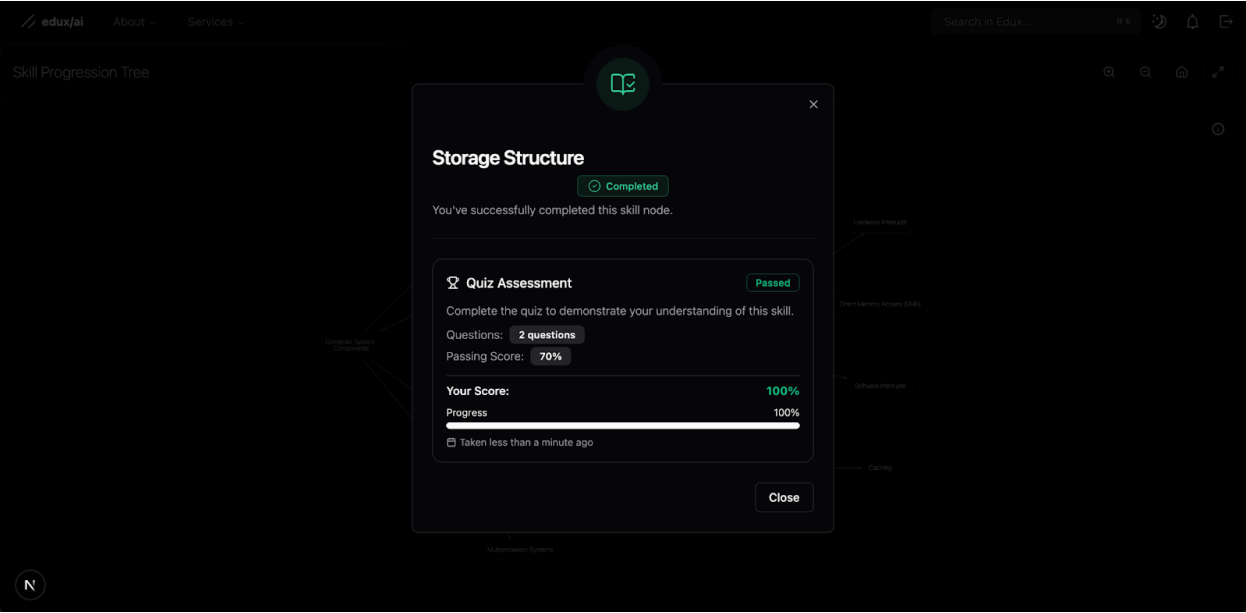 edux/ai
About
Services
Search in Edux...
⌘ K
Skill Progression Tree
Storage Structure
Completed
You've successfully completed this skill node.
Quiz Assessment
Passed
Complete the quiz to demonstrate your understanding of this skill.
Questions: 2 questions
Passing Score: 70%
Your Score: 100%
Progress 100%
Taken less than a minute ago
Close
Hardware Interrupts
Direct Memory Access (DMA)
Computer System
Components
Software Interrupts
Caching
Multiprocessor Systems
N